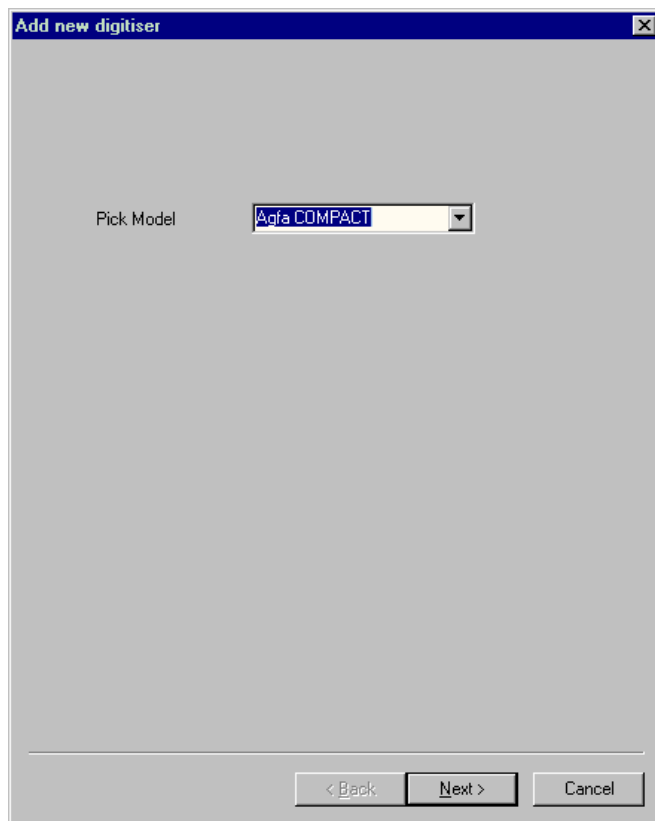 Add new digitiser
Pick Model
Agfa COMPACT
< Back
Next >
Cancel